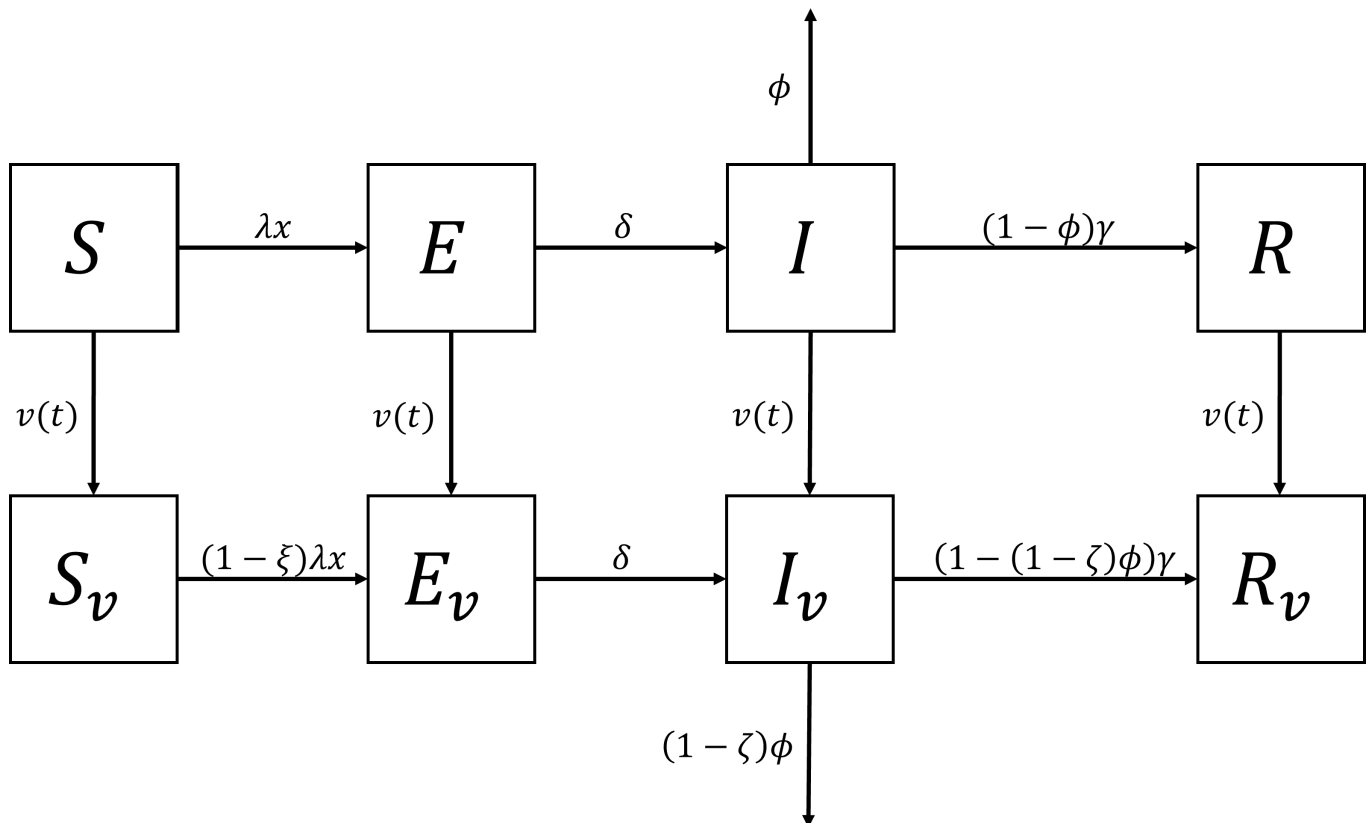 ϕ
S λx E δ I (1 − ϕ)γ R
v(t) v(t) v(t) v(t)
S_v (1 − ξ)λx E_v δ I_v (1 − (1 − ζ)ϕ)γ R_v
(1 − ζ)ϕ